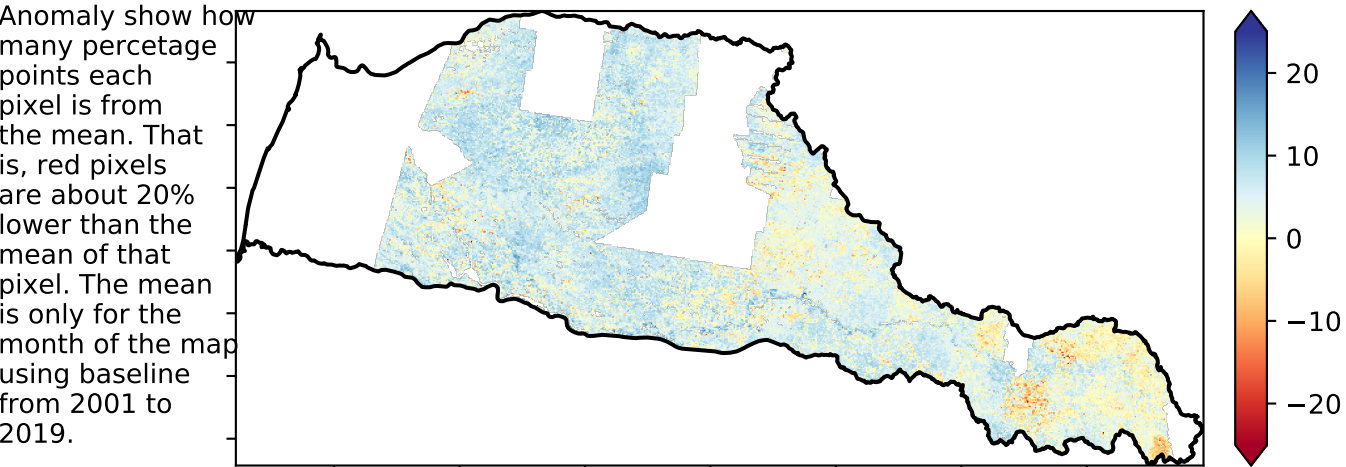 Anomaly show how
many percetage
points each
pixel is from
the mean. That
is, red pixels
are about 20%
lower than the
mean of that
pixel. The mean
is only for the
month of the map
using baseline
from 2001 to
2019.
20
10
0
−10
−20